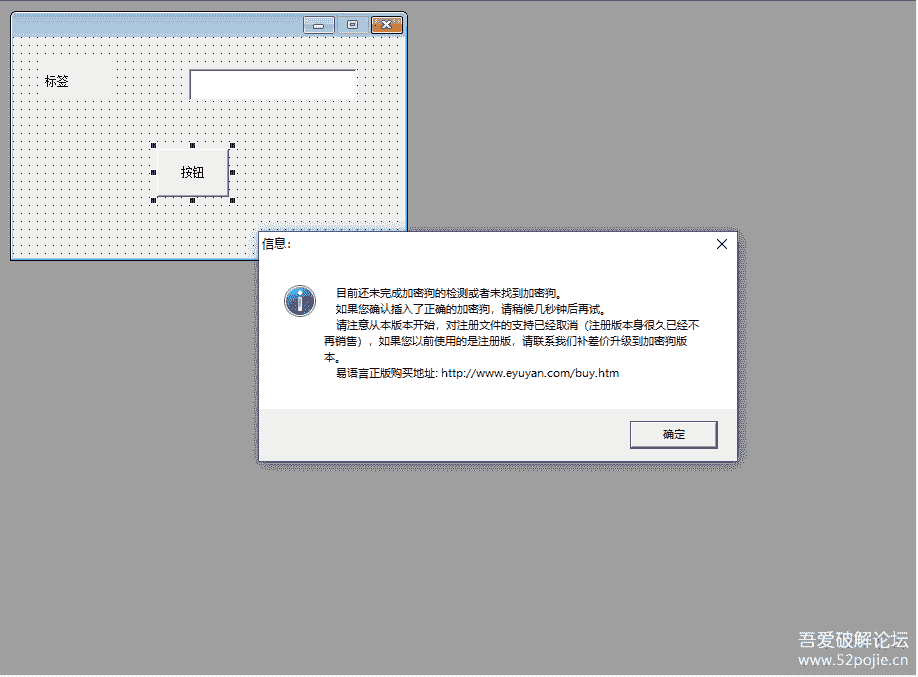 标签
按钮
信息:
目前还未完成加密狗的检测或者未找到加密狗。
如果您确认插入了正确的加密狗，请稍候几秒钟后再试。
请注意从本版本开始，对注册文件的支持已经取消（注册版本身很久已经不
再销售），如果您以前使用的是注册版，请联系我们补差价升级到加密狗版
本。
易语言正版购买地址: http://www.eyuyan.com/buy.htm
确定
吾爱破解论坛
www.52pojie.cn